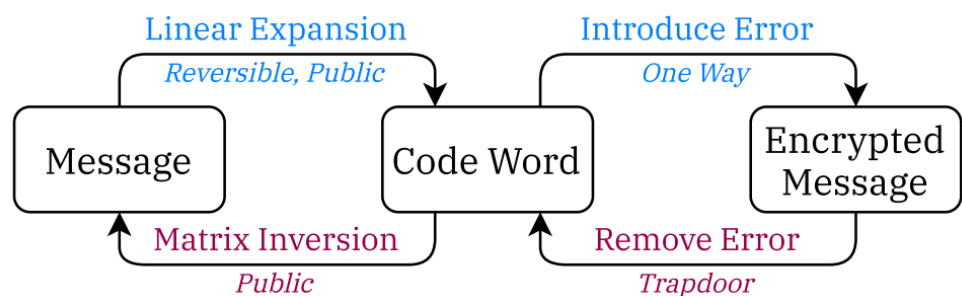 Linear Expansion
Reversible, Public
Introduce Error
One Way
Message
Code Word
Encrypted
Message
Matrix Inversion
Public
Remove Error
Trapdoor